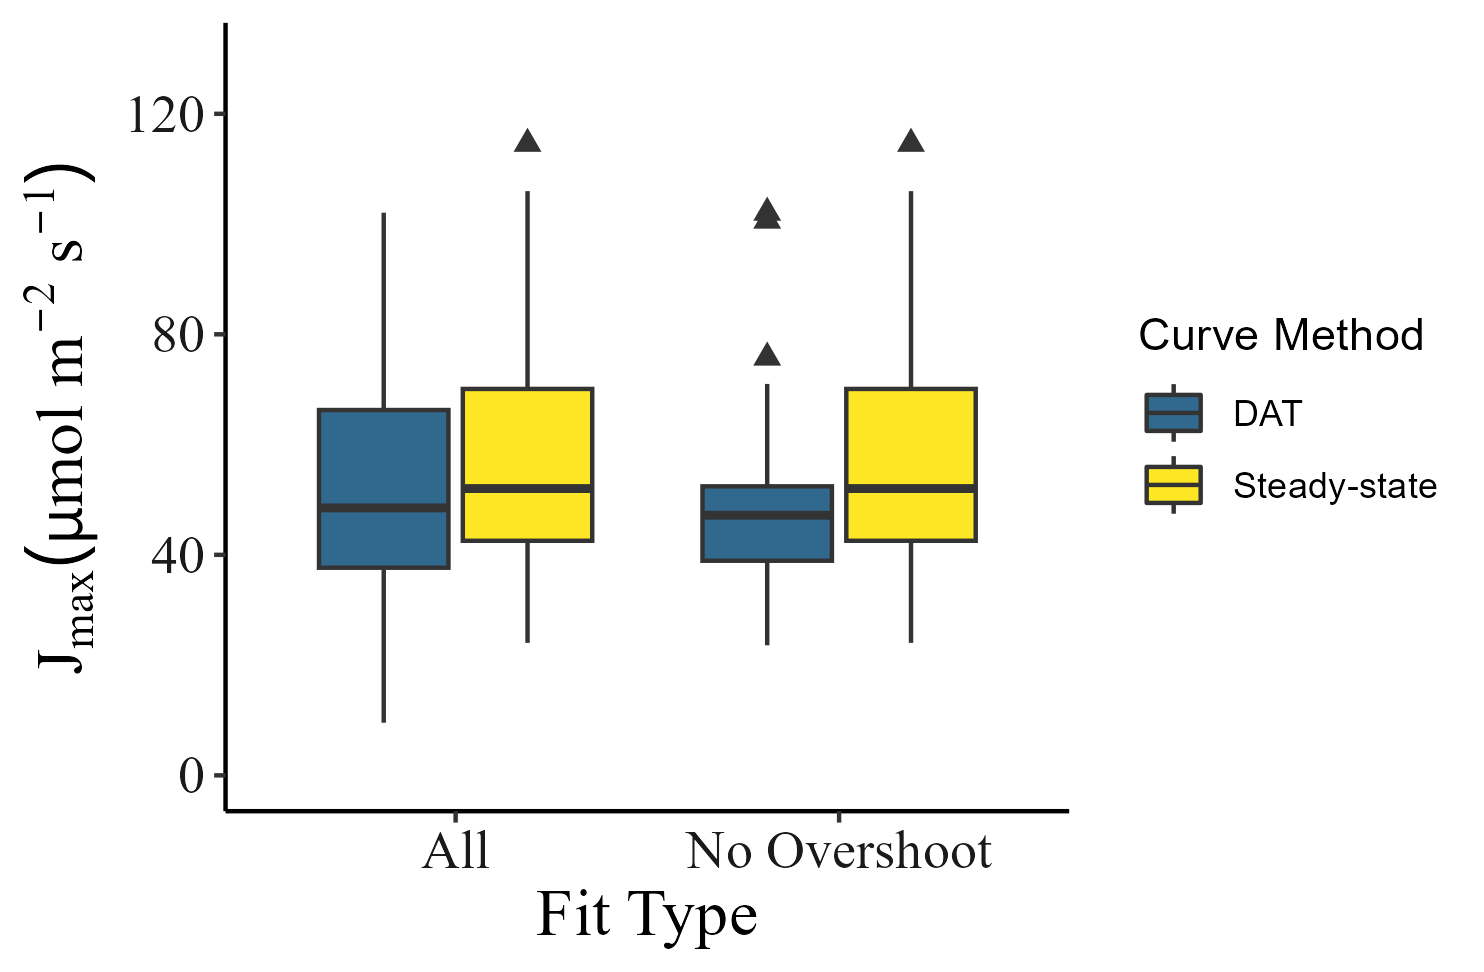 120
80
40
0
Jmax(μmol m−2 s−1)
All
No Overshoot
Fit Type
Curve Method
DAT
Steady-state